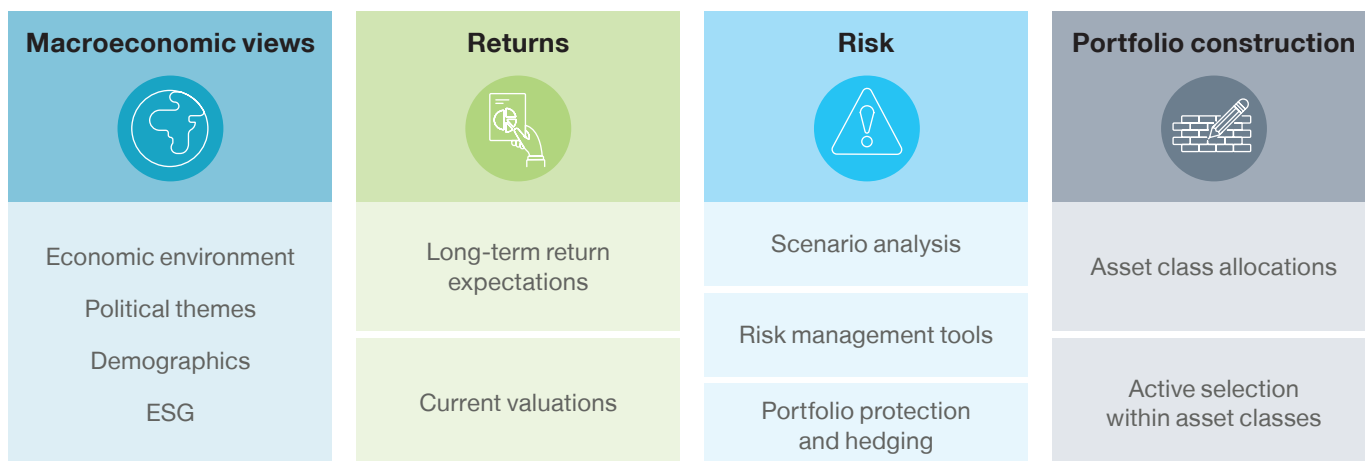 Macroeconomic views
Economic environment
Political themes
Demographics
ESG
Returns
Long-term return
expectations
Current valuations
Risk
Scenario analysis
Risk management tools
Portfolio protection
and hedging
Portfolio construction
Asset class allocations
Active selection
within asset classes